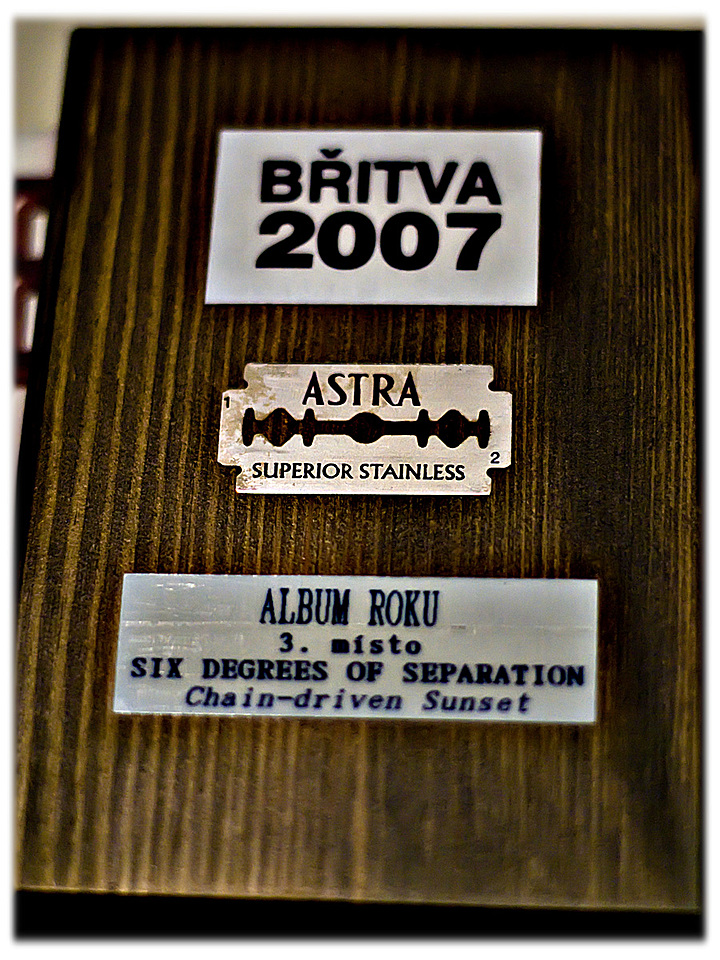 BŘITVA
2007
ASTRA
1
SUPERIOR STAINLESS
2
ALBUM ROKU
3. místo
SIX DEGREES OF SEPARATION
Chain-driven Sunset